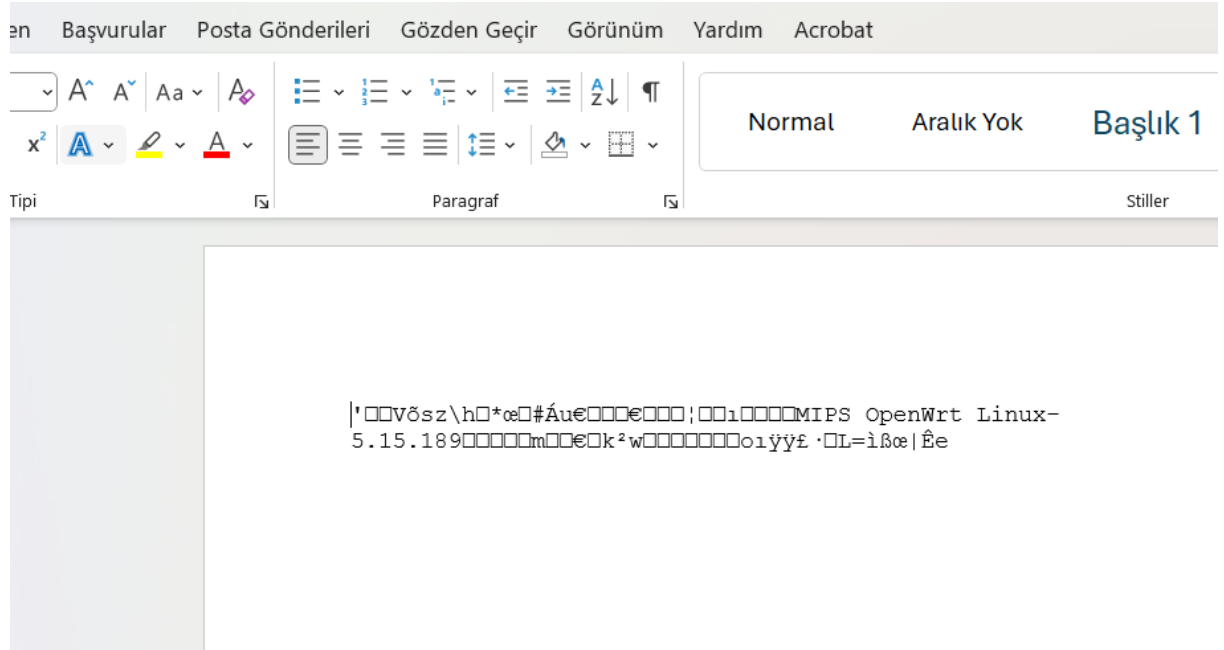 en Başvurular Posta Gönderileri Gözden Geçir Görünüm Yardım Acrobat
Aa
Normal Aralık Yok Başlık 1
Tipi Paragraf Stiller
'□□Võsz\h□*œ□#Áu€□□□€□□□¦□□ı□□□□MIPS OpenWrt Linux-
5.15.189□□□□□m□□€□k²w□□□□□□□oıÿÿ£·□L=ìßœ|Êe